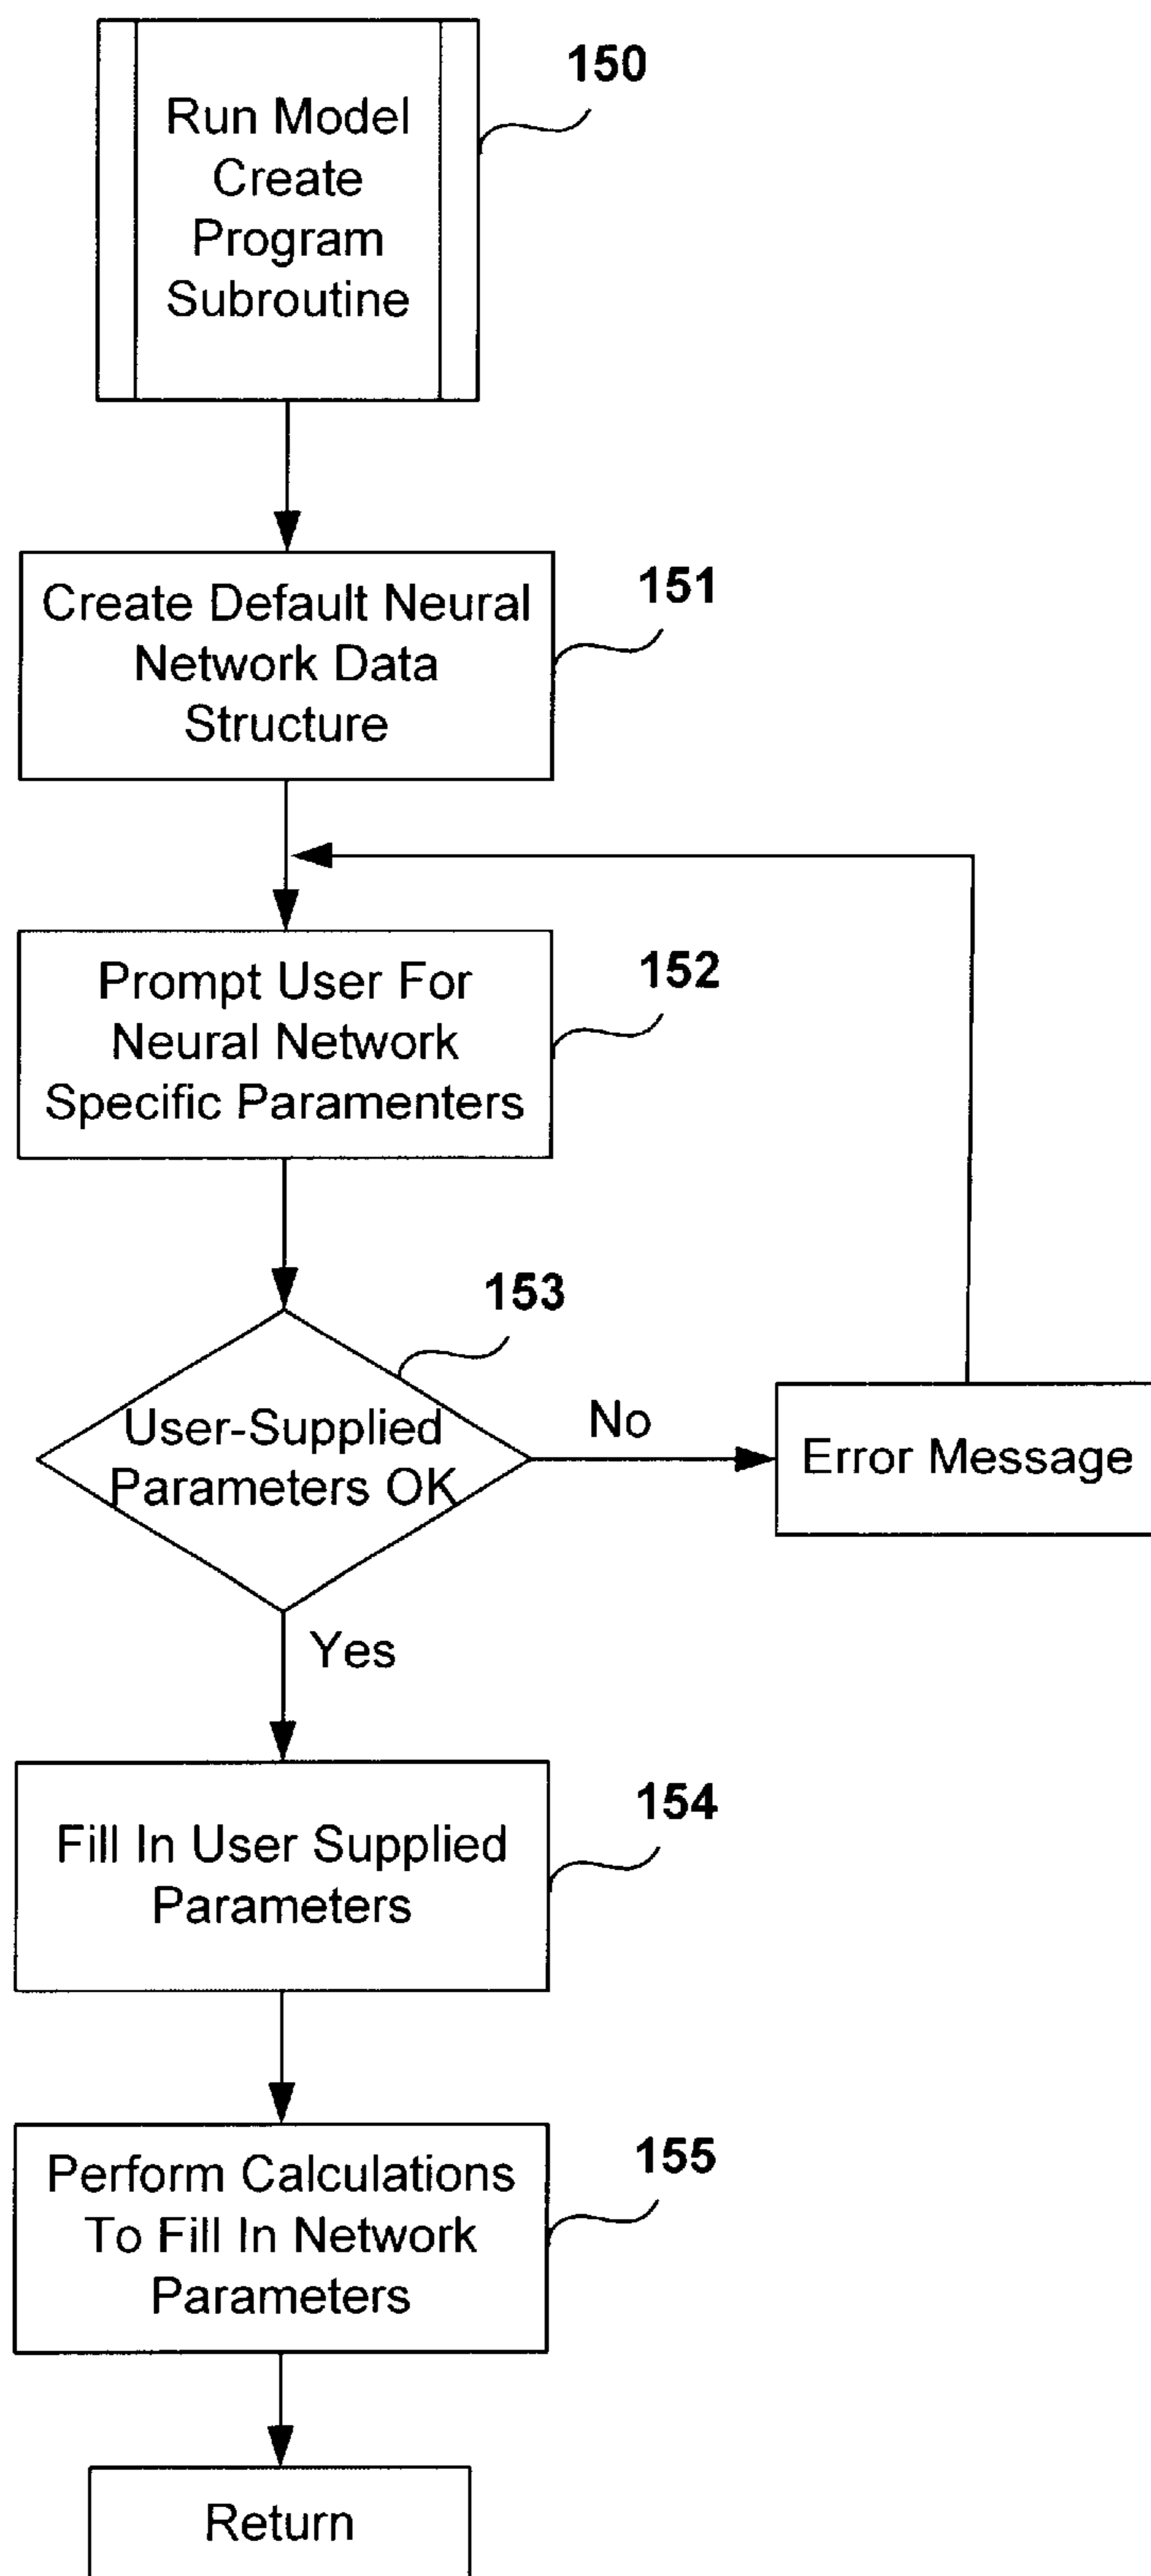 150
Run Model
Create
Program
Subroutine
151
Create Default Neural
Network Data
Structure
152
Prompt User For
Neural Network
Specific Paramenters
153
User-Supplied
Parameters OK
No
Error Message
Yes
154
Fill In User Supplied
Parameters
155
Perform Calculations
To Fill In Network
Parameters
Return